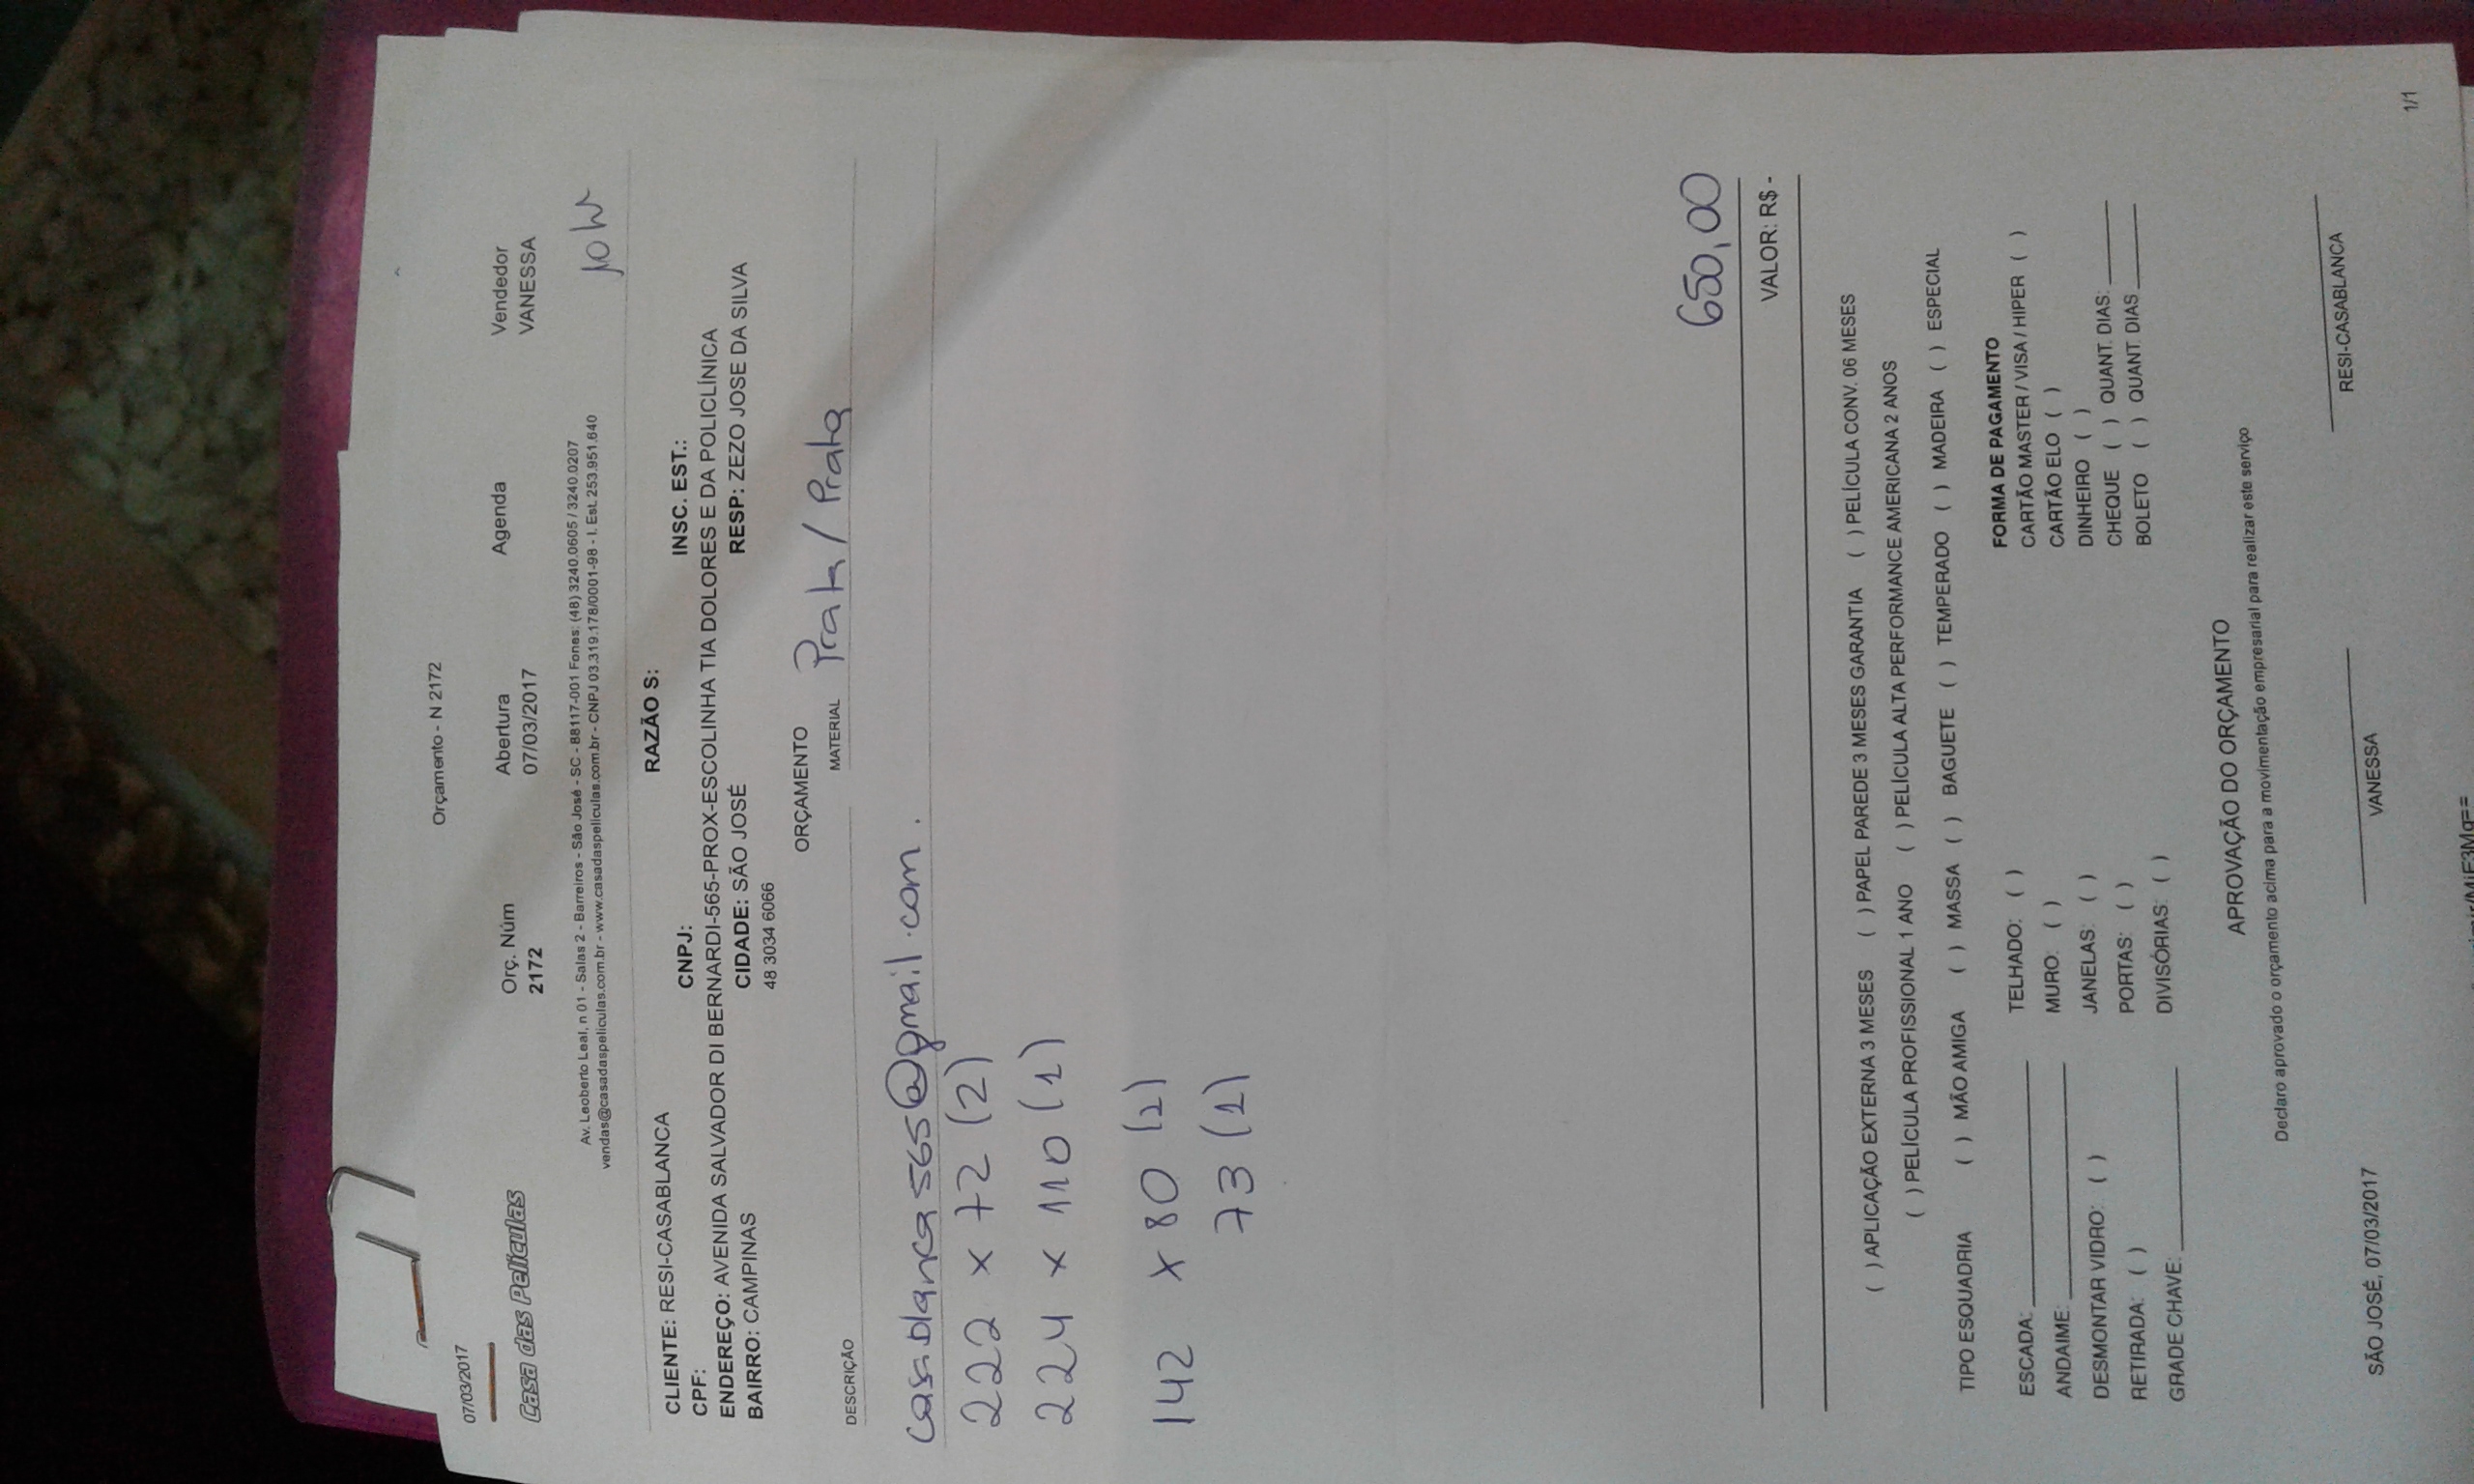 07/03/2017 Orçamento - N 2172
Casa das Películas
Orç. Núm Abertura Agenda Vendedor
2172 07/03/2017 VANESSA
Av. Leoberto Leal, n 01 - Salas 2 - Barreiros - São José - SC - 88117-001 Fones: (48) 3240.0605 / 3240.0207
vendas@casadaspeliculas.com.br - www.casadaspeliculas.com.br - CNPJ 03.319.178/0001-98 - I. Est. 253.951.640
CLIENTE: RESI-CASABLANCA RAZÃO S:
CPF: CNPJ: INSC. EST.:
ENDEREÇO: AVENIDA SALVADOR DI BERNARDI-565-PROX-ESCOLINHA TIA DOLORES E DA POLICLÍNICA
BAIRRO: CAMPINAS CIDADE: SÃO JOSÉ RESP: ZEZO JOSE DA SILVA
48 3034 6066
ORÇAMENTO
DESCRIÇÃO MATERIAL Prata / Prata
casablanca565@gmail.com.
222 x 72 (2)
224 x 110 (1)
142 x 80 (2)
73 (1)
650,00
VALOR: R$ -
( ) APLICAÇÃO EXTERNA 3 MESES ( ) PAPEL PAREDE 3 MESES GARANTIA ( ) PELÍCULA CONV. 06 MESES
( ) PELÍCULA PROFISSIONAL 1 ANO ( ) PELÍCULA ALTA PERFORMANCE AMERICANA 2 ANOS
TIPO ESQUADRIA ( ) MÃO AMIGA ( ) MASSA ( ) BAGUETE ( ) TEMPERADO ( ) MADEIRA ( ) ESPECIAL
FORMA DE PAGAMENTO
ESCADA: TELHADO: ( ) CARTÃO MASTER / VISA / HIPER ( )
ANDAIME: MURO: ( ) CARTÃO ELO ( )
DESMONTAR VIDRO: ( ) JANELAS: ( ) DINHEIRO ( )
RETIRADA: ( ) PORTAS: ( ) CHEQUE ( ) QUANT. DIAS:
GRADE CHAVE: DIVISÓRIAS: ( ) BOLETO ( ) QUANT. DIAS
APROVAÇÃO DO ORÇAMENTO
Declaro aprovado o orçamento acima para a movimentação empresarial para realizar este serviço
SÃO JOSÉ, 07/03/2017 VANESSA RESI-CASABLANCA
1/1